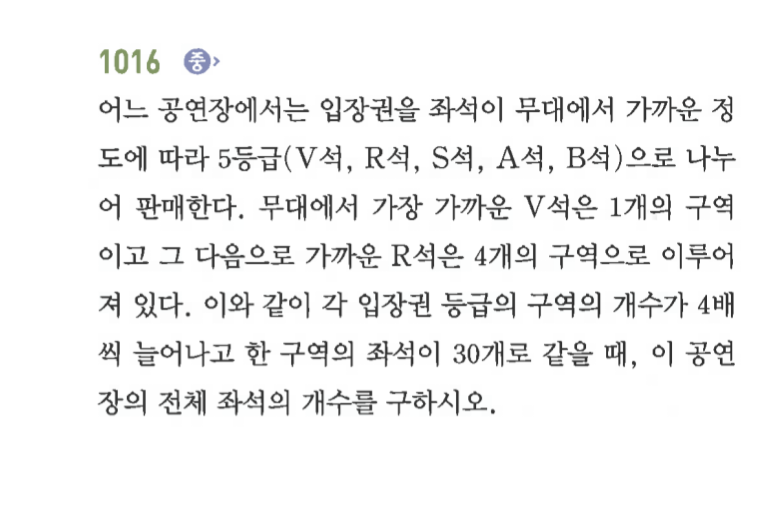 1016 중
어느 공연장에서는 입장권을 좌석이 무대에서 가까운 정
도에 따라 5등급(V석, R석, S석, A석, B석)으로 나누
어 판매한다. 무대에서 가장 가까운 V석은 1개의 구역
이고 그 다음으로 가까운 R석은 4개의 구역으로 이루어
져 있다. 이와 같이 각 입장권 등급의 구역의 개수가 4배
씩 늘어나고 한 구역의 좌석이 30개로 같을 때, 이 공연
장의 전체 좌석의 개수를 구하시오.